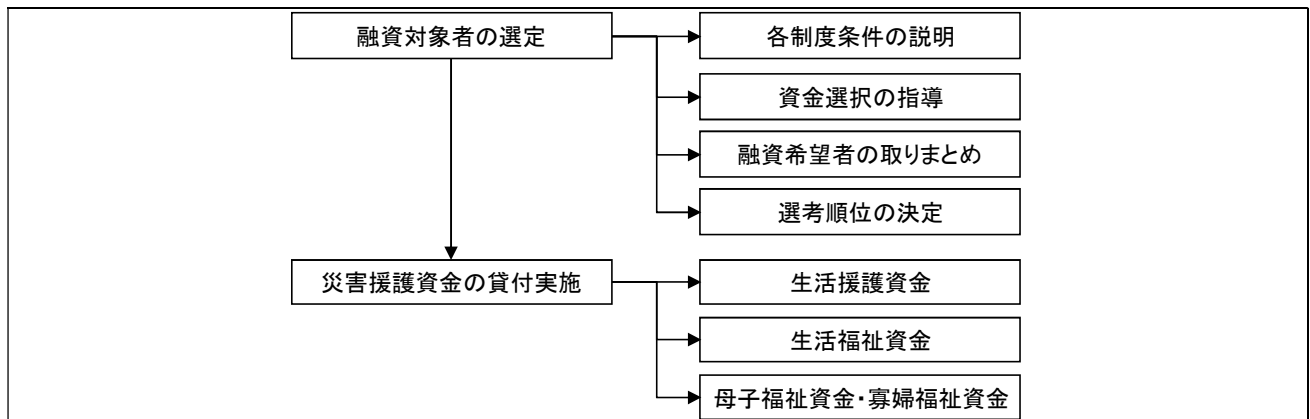 融資対象者の選定
各制度条件の説明
資金選択の指導
融資希望者の取りまとめ
選考順位の決定
災害援護資金の貸付実施
生活援護資金
生活福祉資金
母子福祉資金・寡婦福祉資金